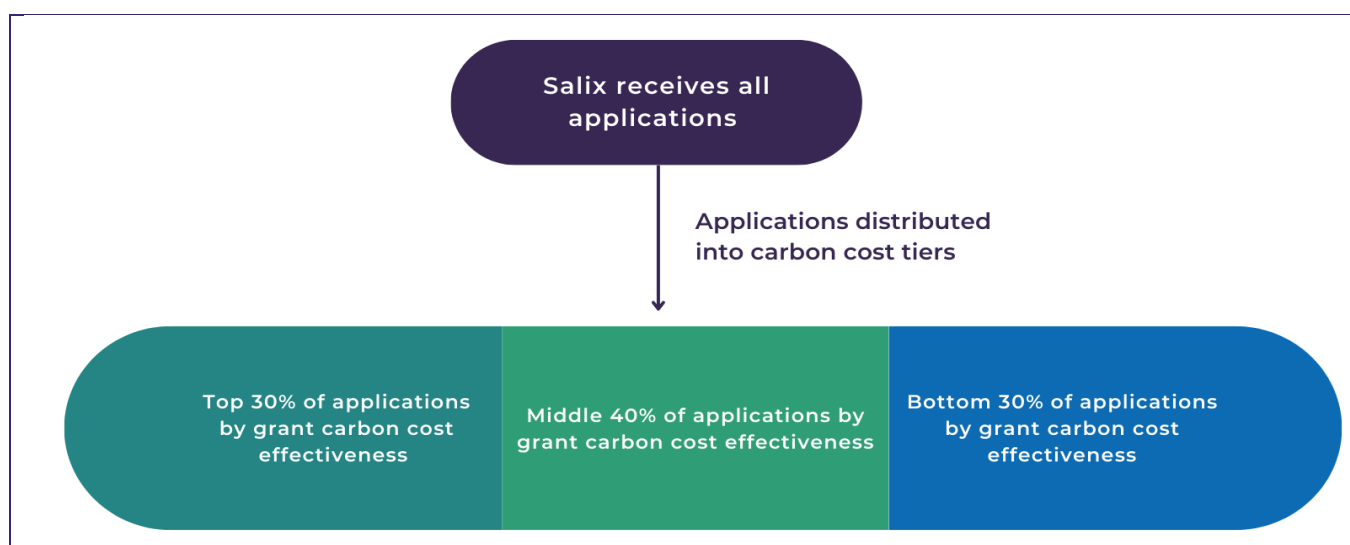 Salix receives all
applications
Applications distributed
into carbon cost tiers
Top 30% of applications
by grant carbon cost
effectiveness
Middle 40% of applications by
grant carbon cost effectiveness
Bottom 30% of applications
by grant carbon cost
effectiveness